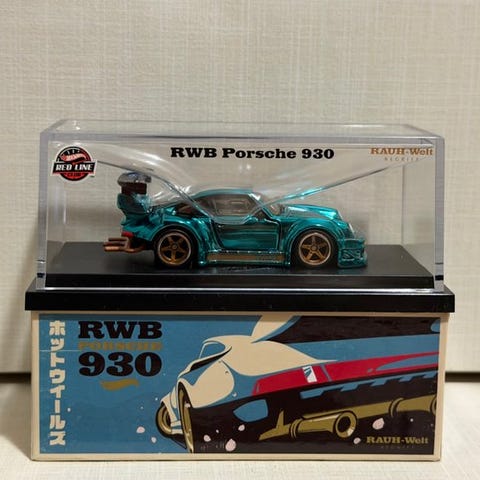 RED LINE
RWB Porsche 930
RAUH-Welt
BEGRIFF
ホットウィールズ
RWB
PORSCHE
930
RAUH-Welt
BEGRIFF